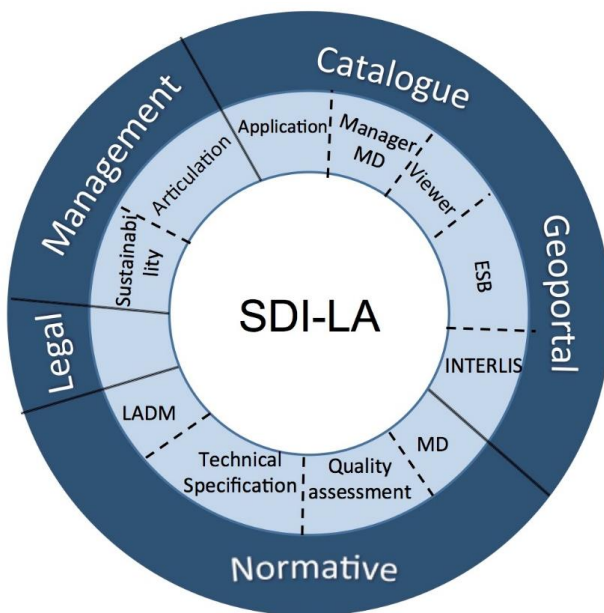 Catalogue
Management
Geoportal
Legal
Normative
Application
Manager
MD
Viewer
ESB
INTERLIS
MD
Quality
assessment
Technical
Specification
LADM
Sustainabi
lity
Articulation
SDI-LA